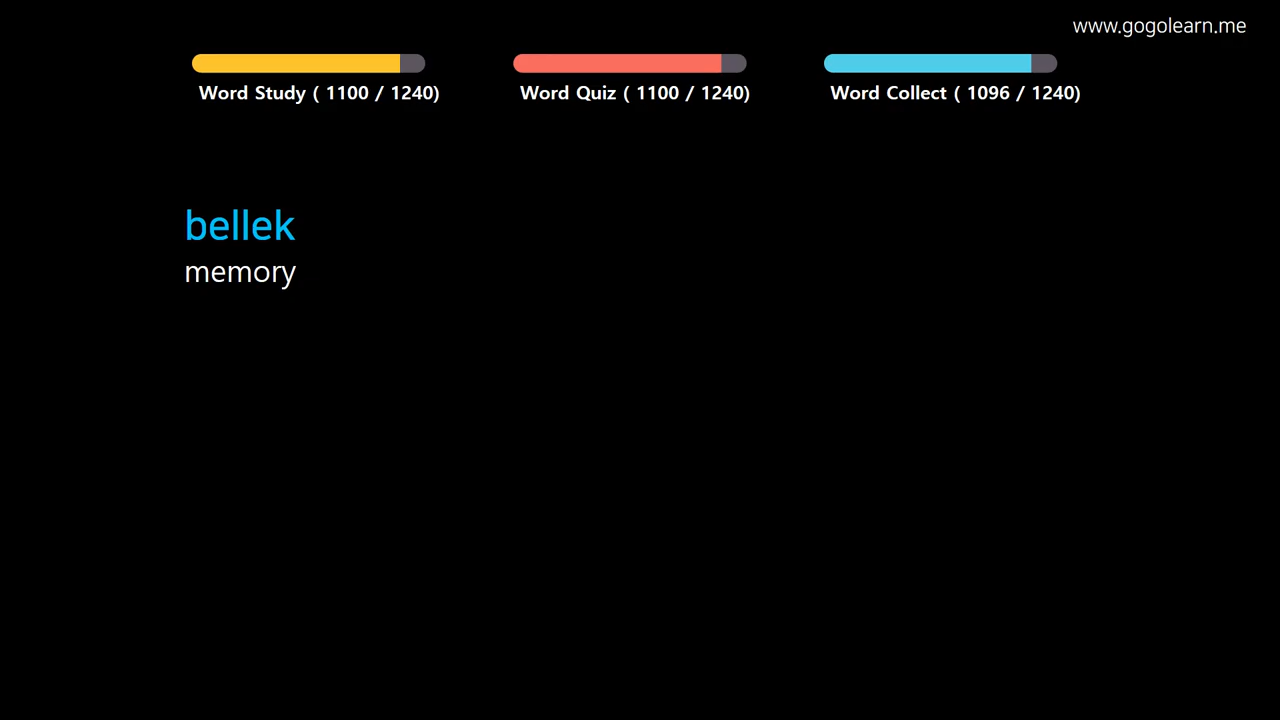 www.gogolearn.me
Word Study ( 1100 / 1240)
Word Quiz ( 1100 / 1240)
Word Collect ( 1096 / 1240)
bellek
memory